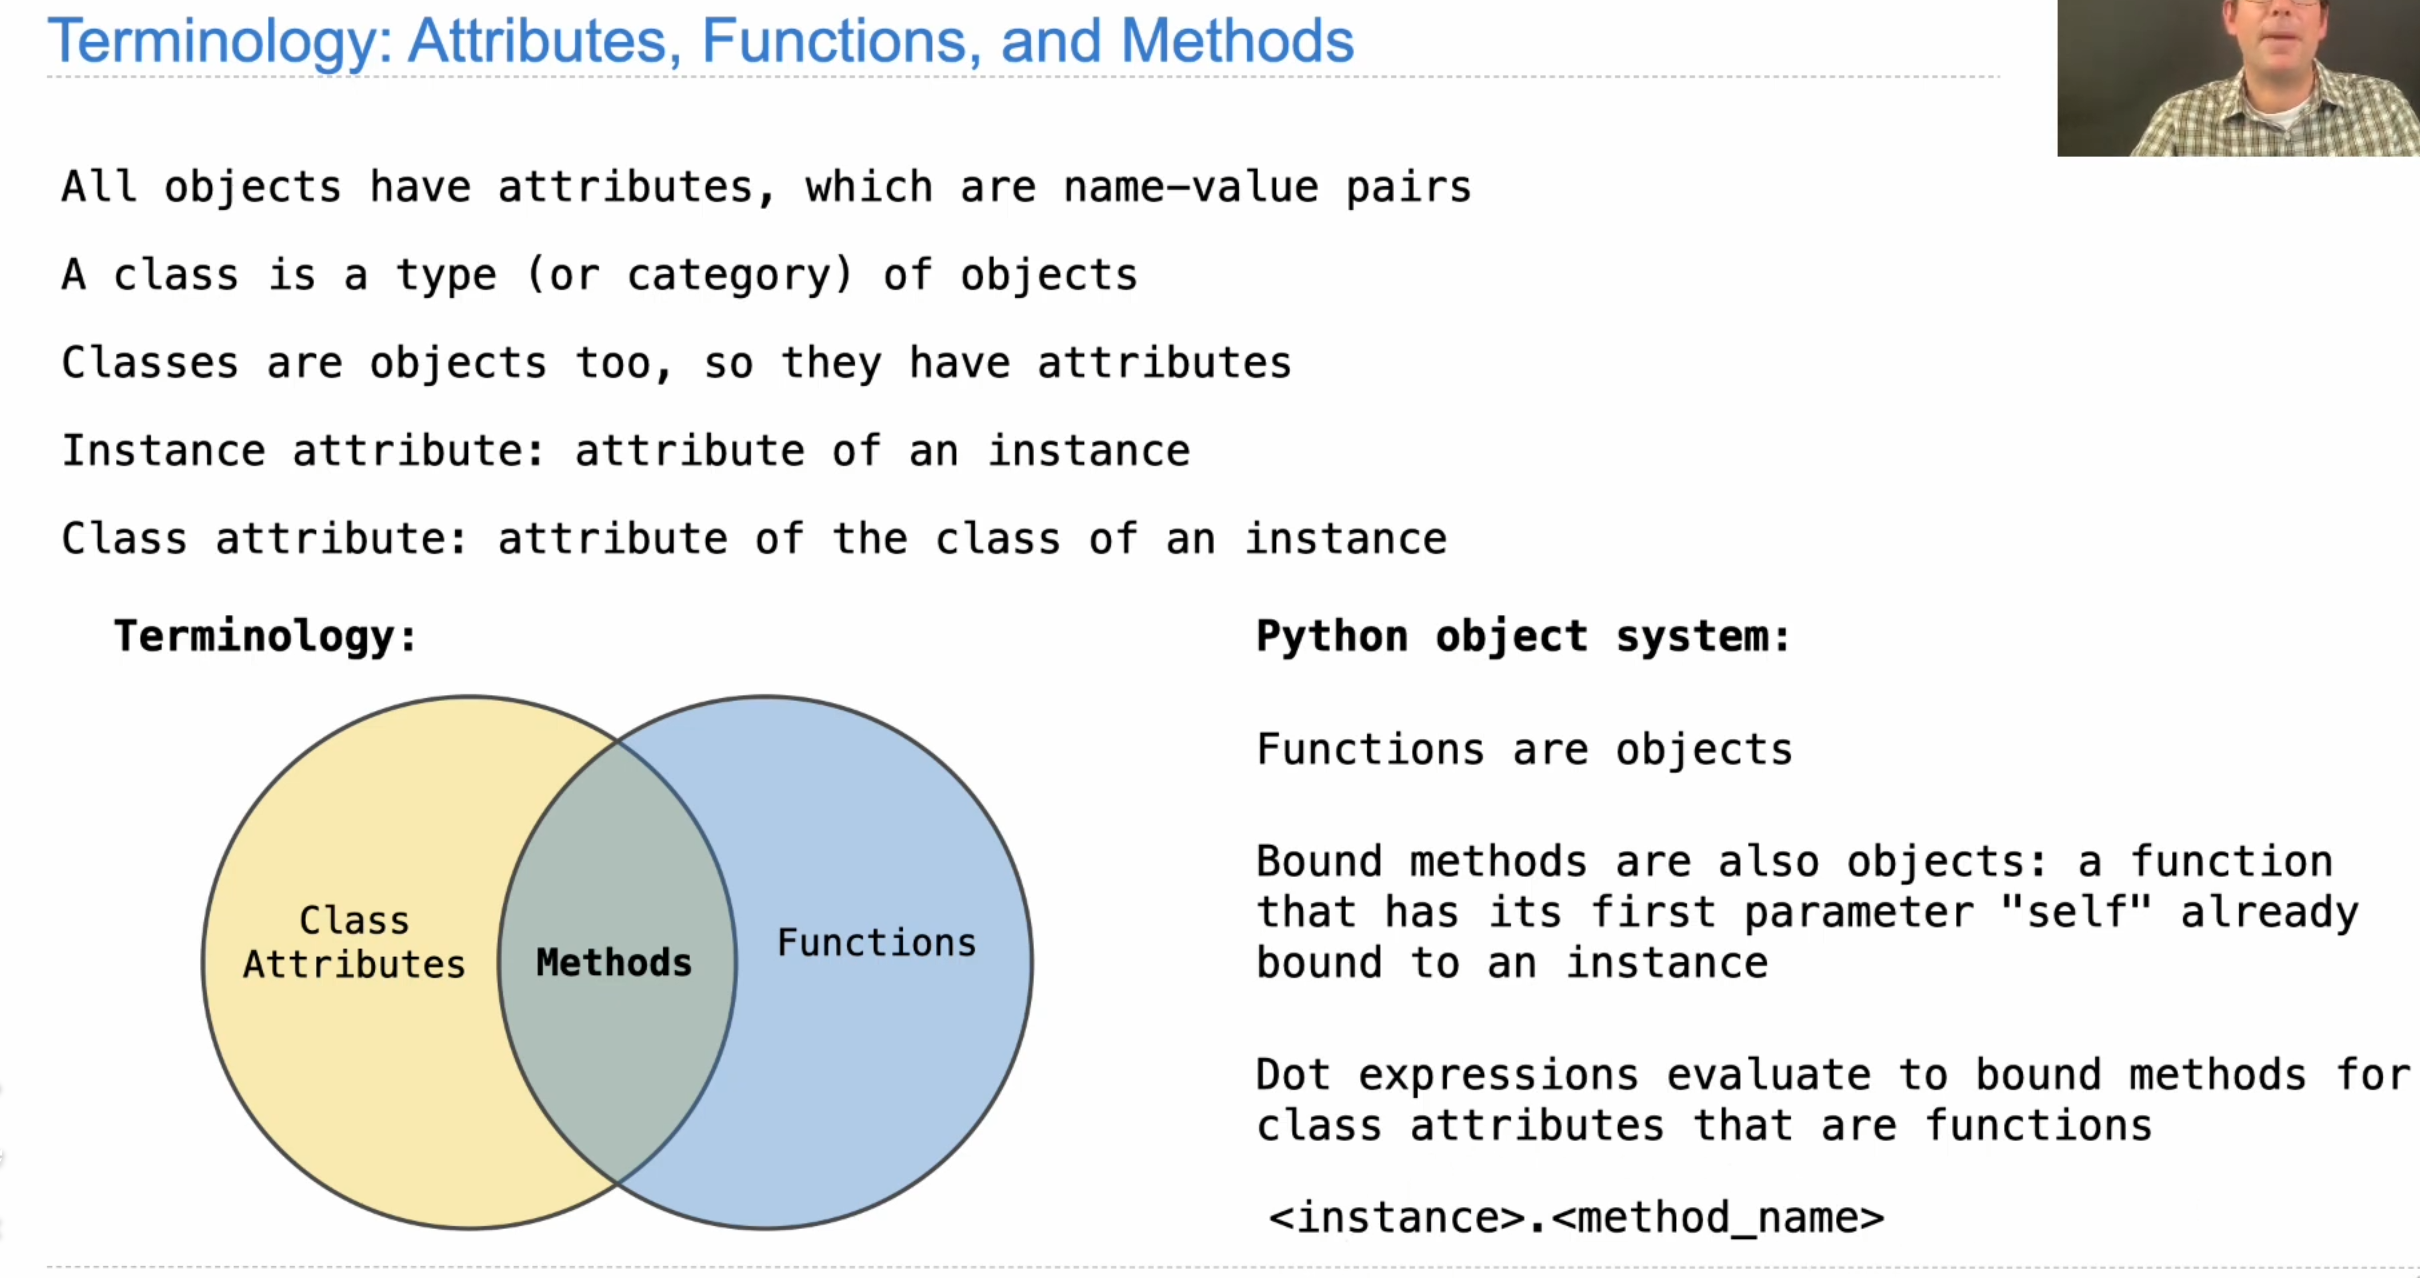 Terminology: Attributes, Functions, and Methods
All objects have attributes, which are name-value pairs
A class is a type (or category) of objects
Classes are objects too, so they have attributes
Instance attribute: attribute of an instance
Class attribute: attribute of the class of an instance
Terminology:
Class
Attributes
Methods
Functions
Python object system:
Functions are objects
Bound methods are also objects: a function
that has its first parameter "self" already
bound to an instance
Dot expressions evaluate to bound methods for
class attributes that are functions
<instance>.<method_name>